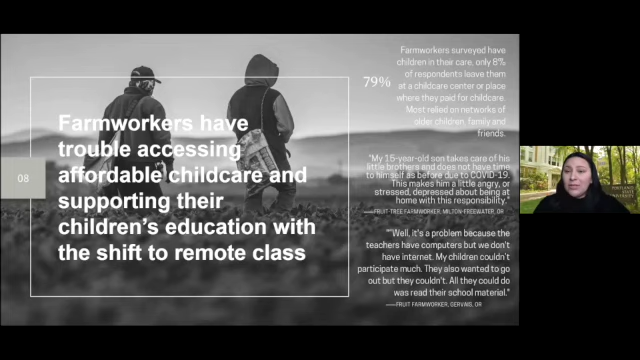 08
Farmworkers have
trouble accessing
affordable childcare and
supporting their
children's education with
the shift to remote class
79%
Farmworkers surveyed have
children in their care, only 8%
of respondents leave them
at a childcare center or place
where they paid for childcare.
Most relied on networks of
older children, family and
friends.
"My 15-year-old son takes care of his
little brothers and does not have time
to himself as before due to COVID-19.
This makes him a little angry, or
stressed, depressed about being at
home with this responsibility."
——FRUIT TREE FARMWORKER, MILTON-FREEWATER, OR
"'Well, it's a problem because the
teachers have computers but we don't
have internet. My children couldn't
participate much. They also wanted to go
out but they couldn't. All they could do
was read their school material."
——FRUIT FARMWORKER, GERVAIS, OR
PORTLAND
STATE
UNIVERSITY